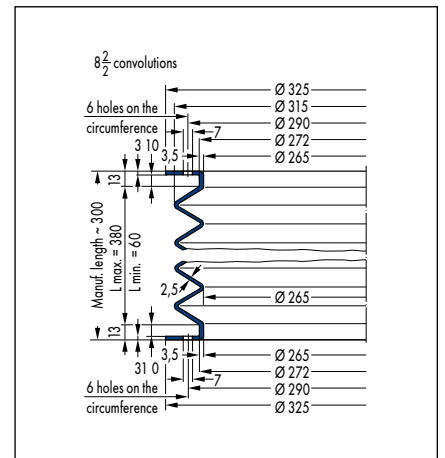 8 2/2 convolutions
Ø 325
Ø 315
6 holes on the
circumference
Ø 290
7
Ø 272
3 10
3,5
Ø 265
13
Manuf. length ~ 300
L max. = 380
L min. = 60
2,5
Ø 265
13
3,5
Ø 265
31 0
Ø 272
6 holes on the
circumference
7
Ø 290
Ø 325